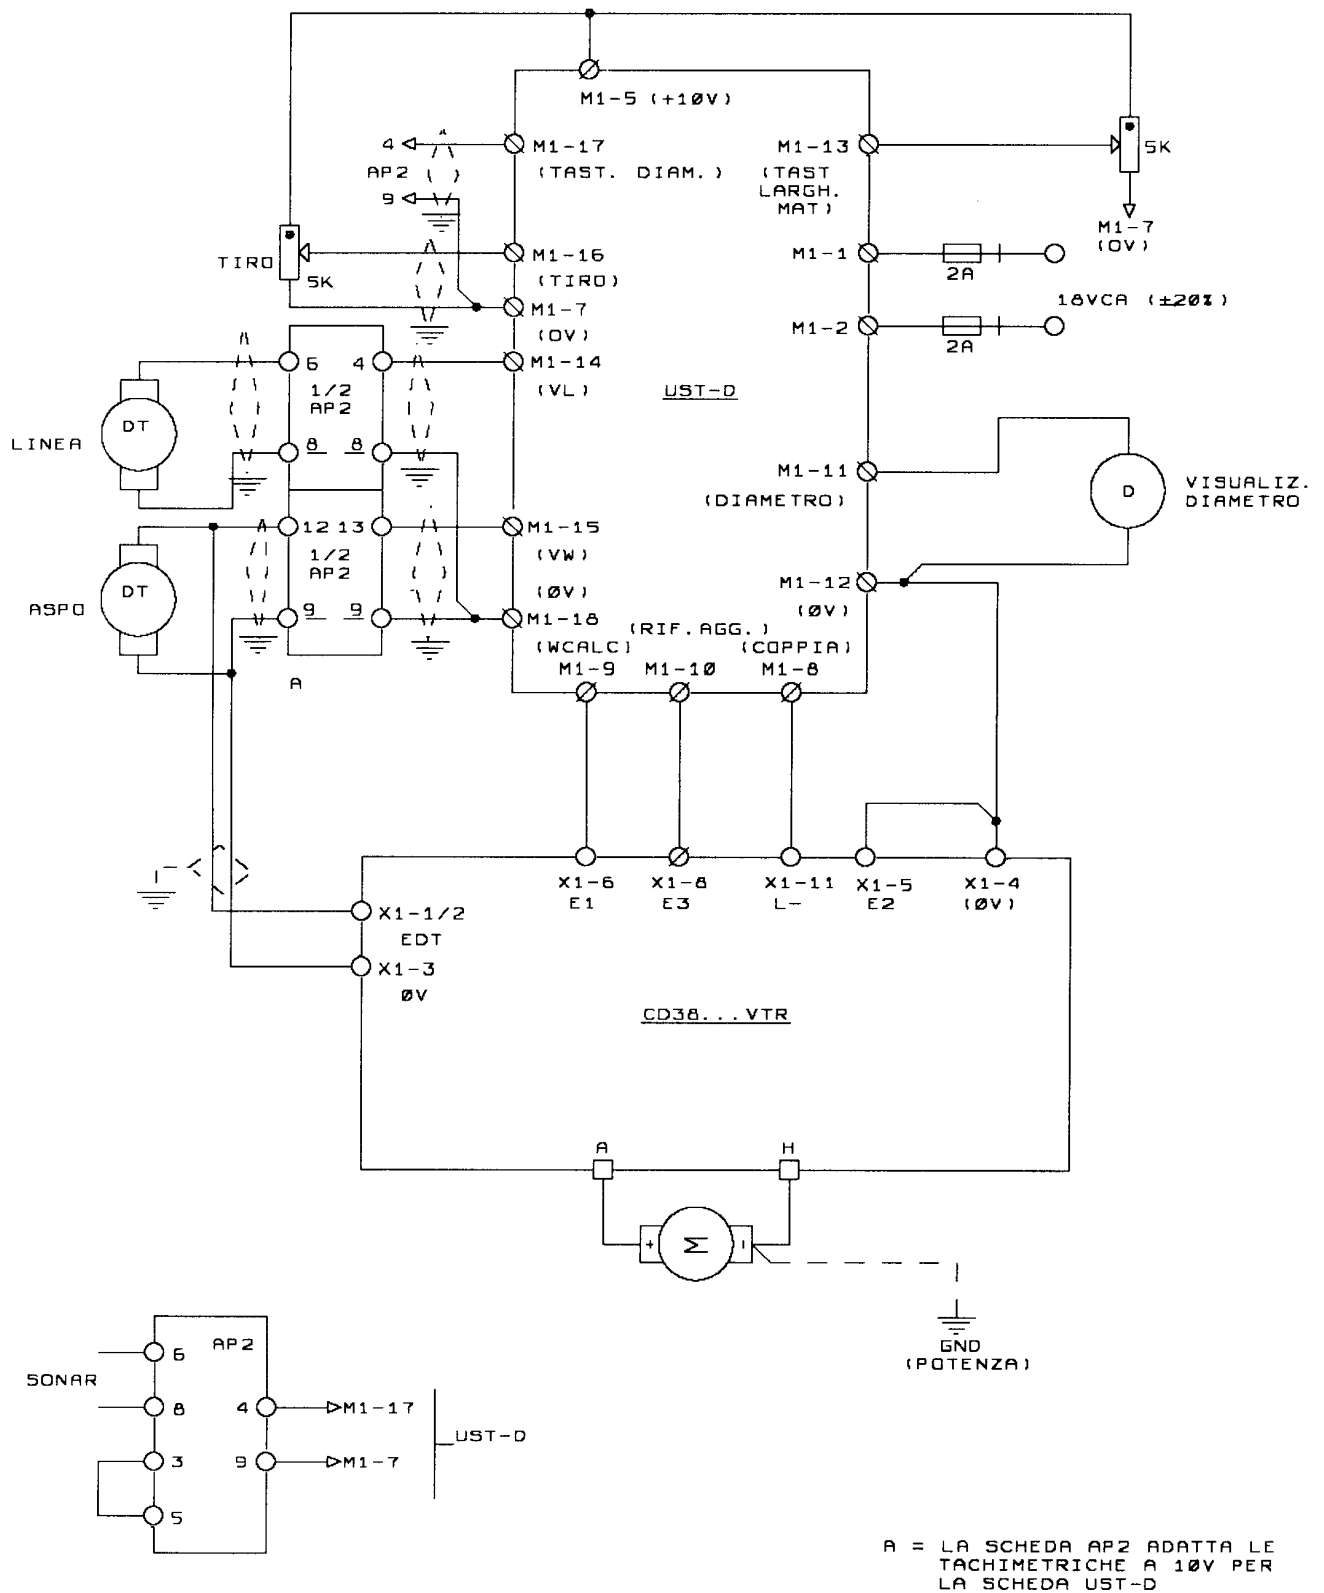 M1-5 (+10V)
4
AP2
9
M1-17
(TAST. DIAM.)
M1-13
(TAST
LARGH.
MAT)
5K
M1-7
(0V)
TIRO
5K
M1-16
(TIRO)
M1-7
(0V)
M1-1
2A
18VCA (±20%)
M1-2
2A
6
4
1/2
AP2
8
8
M1-14
(VL)
UST-D
LINEA
DT
M1-11
(DIAMETRO)
D
VISUALIZ.
DIAMETRO
12
13
1/2
AP2
9
9
M1-15
(VW)
(0V)
M1-18
M1-12
(0V)
ASPO
DT
A
(WCALC)
M1-9
(RIF.AGG.)
M1-10
(COPPIA)
M1-8
X1-6
E1
X1-8
E3
X1-11
L-
X1-5
E2
X1-4
(0V)
X1-1/2
EDT
X1-3
0V
CD38...VTR
A
H
+
M
-
GND
(POTENZA)
SONAR
AP2
6
8
3
5
4
M1-17
9
M1-7
UST-D
A = LA SCHEDA AP2 ADATTA LE
TACHIMETRICHE A 10V PER
LA SCHEDA UST-D